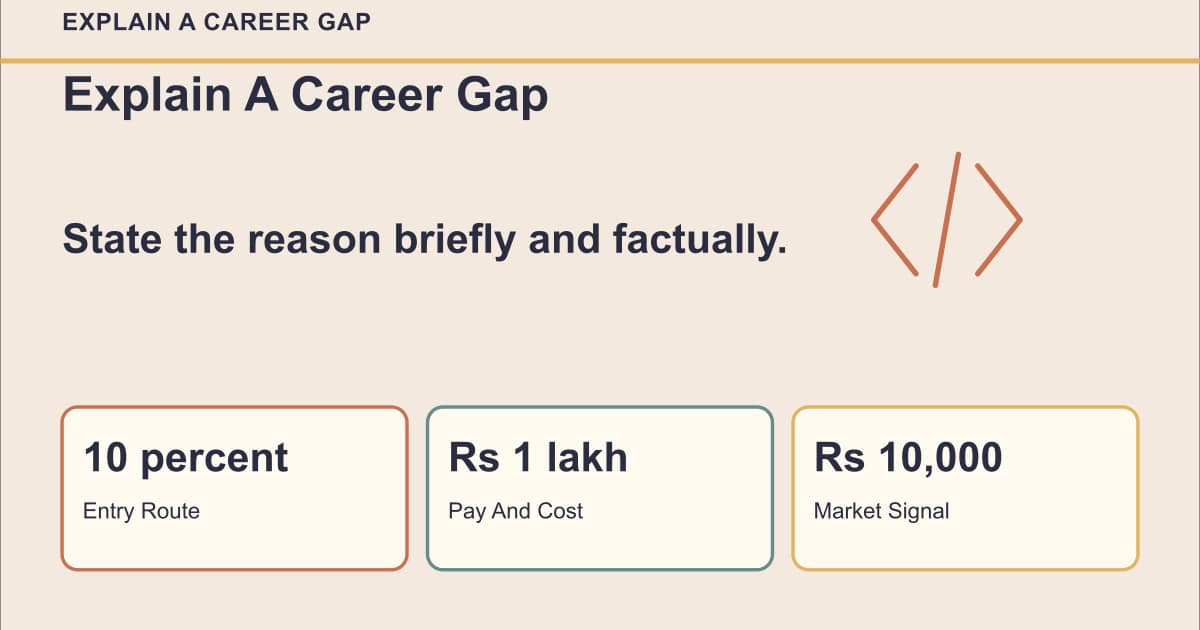 EXPLAIN A CAREER GAP
Explain A Career Gap
State the reason briefly and factually.
10 percent
Entry Route
Rs 1 lakh
Pay And Cost
Rs 10,000
Market Signal